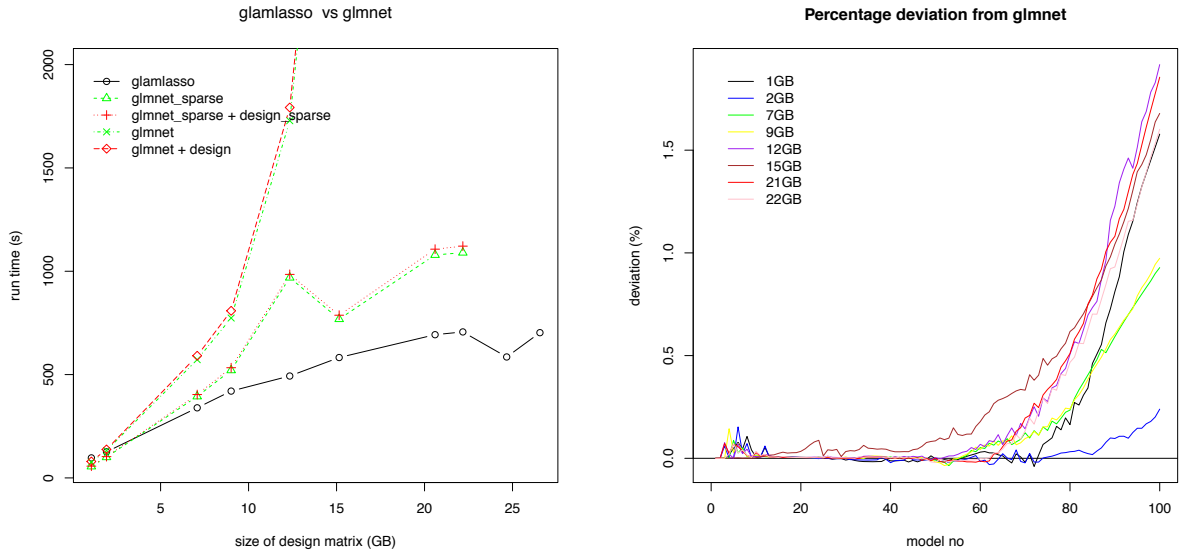 glamlasso vs glmnet
run time (s)
0
500
1000
1500
2000
glamlasso
glmnet_sparse
glmnet_sparse + design_sparse
glmnet
glmnet + design
5
10
15
20
25
size of design matrix (GB)
Percentage deviation from glmnet
deviation (%)
0.0
0.5
1.0
1.5
1GB
2GB
7GB
9GB
12GB
15GB
21GB
22GB
0
20
40
60
80
100
model no